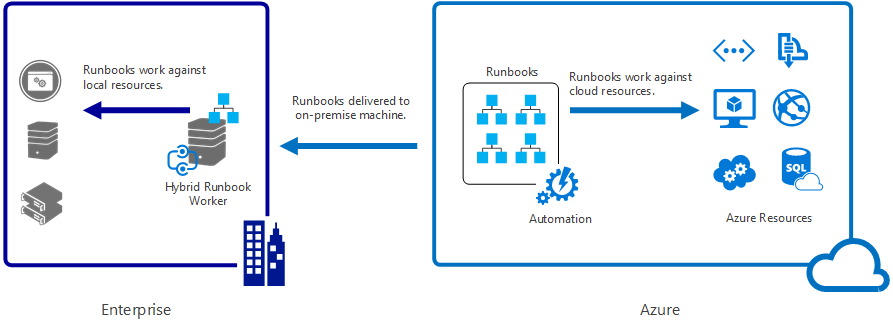 Runbooks work against
local resources.
Hybrid Runbook
Worker
Runbooks delivered to
on-premise machine.
Runbooks
Runbooks work against
cloud resources.
Automation
SQL
Azure Resources
Enterprise
Azure